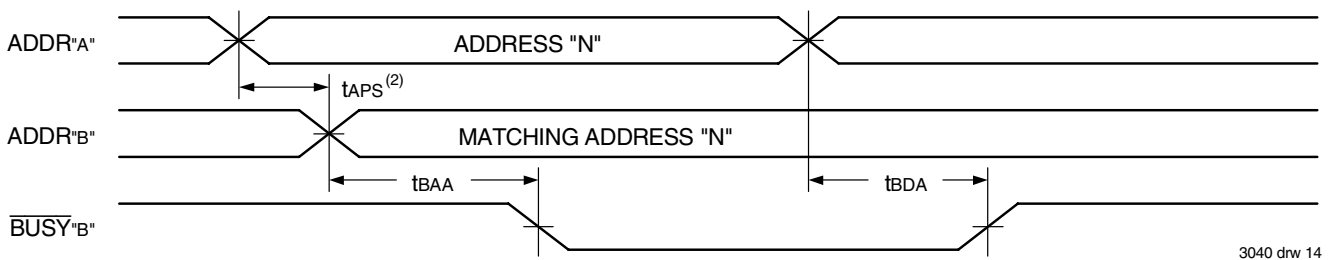 ADDR"A"
ADDRESS "N"
tAPS(2)
ADDR"B"
MATCHING ADDRESS "N"
tBAA
tBDA
BUSY"B"
3040 drw 14